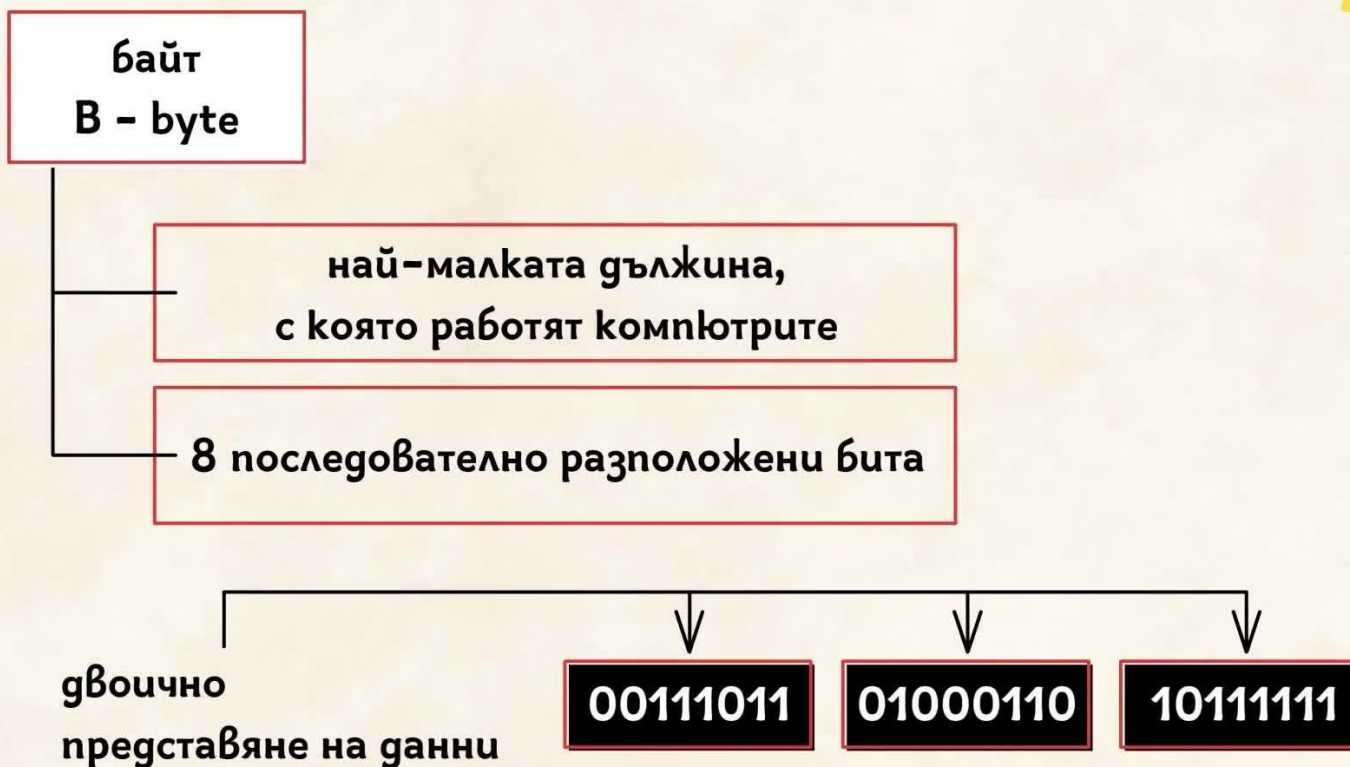 байт
B - byte
най-малката дължина,
с която работят компютрите
8 последователно разположени бита
двоично
представяне на данни
00111011
01000110
10111111